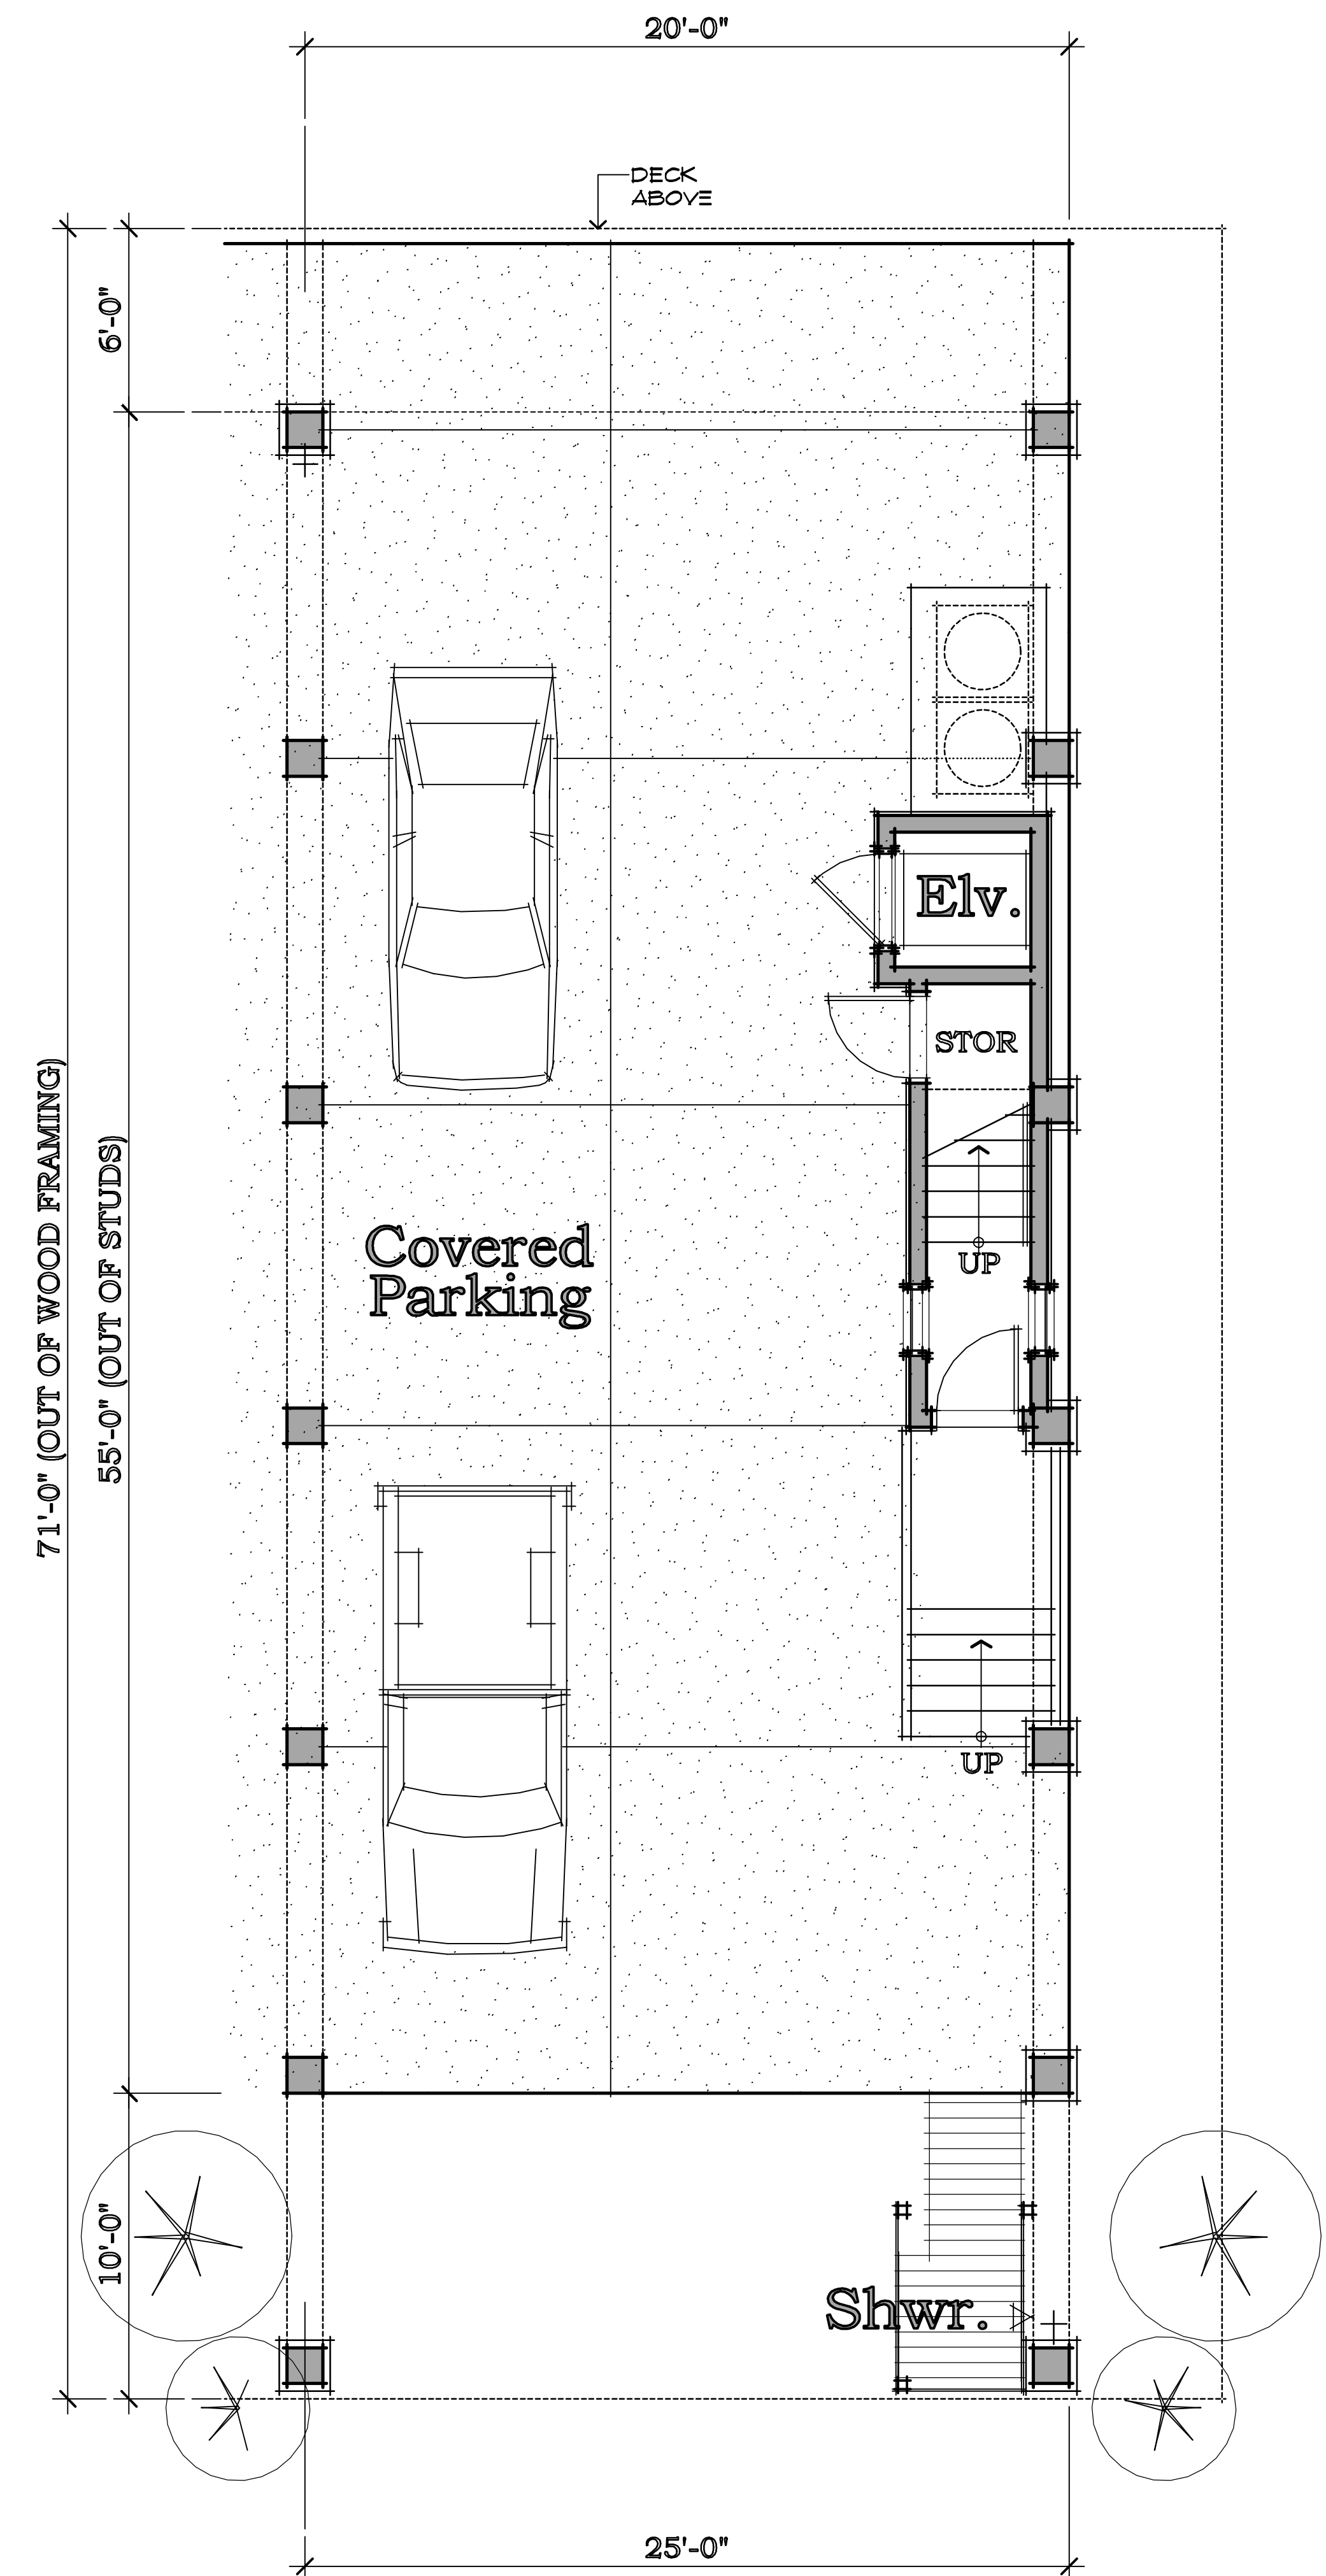 20'-0"
DECK
ABOVE
6'-0"
Elv.
STOR
71'-0" (OUT OF WOOD FRAMING)
55'-0" (OUT OF STUDS)
UP
Covered
Parking
UP
10'-0"
Shwr.
25'-0"